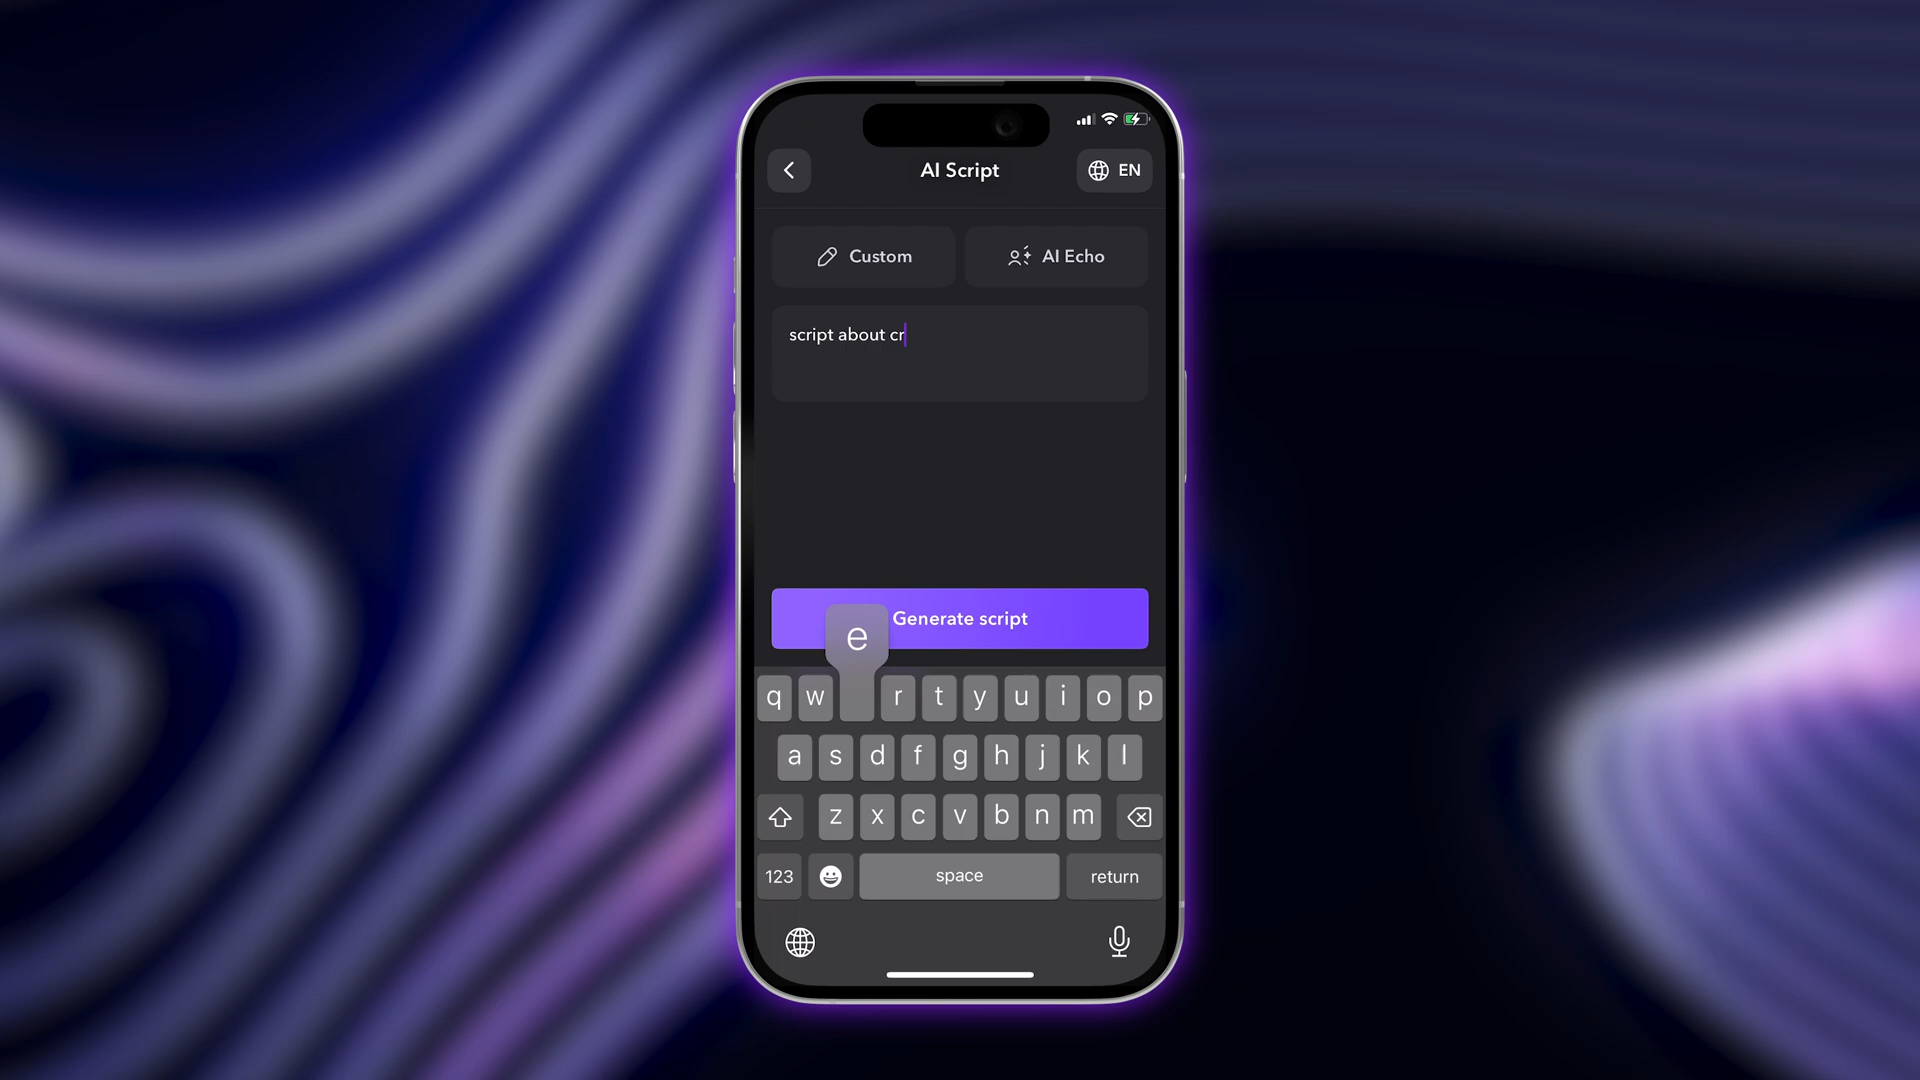 AI Script
EN
Custom
AI Echo
script about cr
Generate script
e
q w r t y u i o p
a s d f g h j k l
z x c v b n m
123
space
return